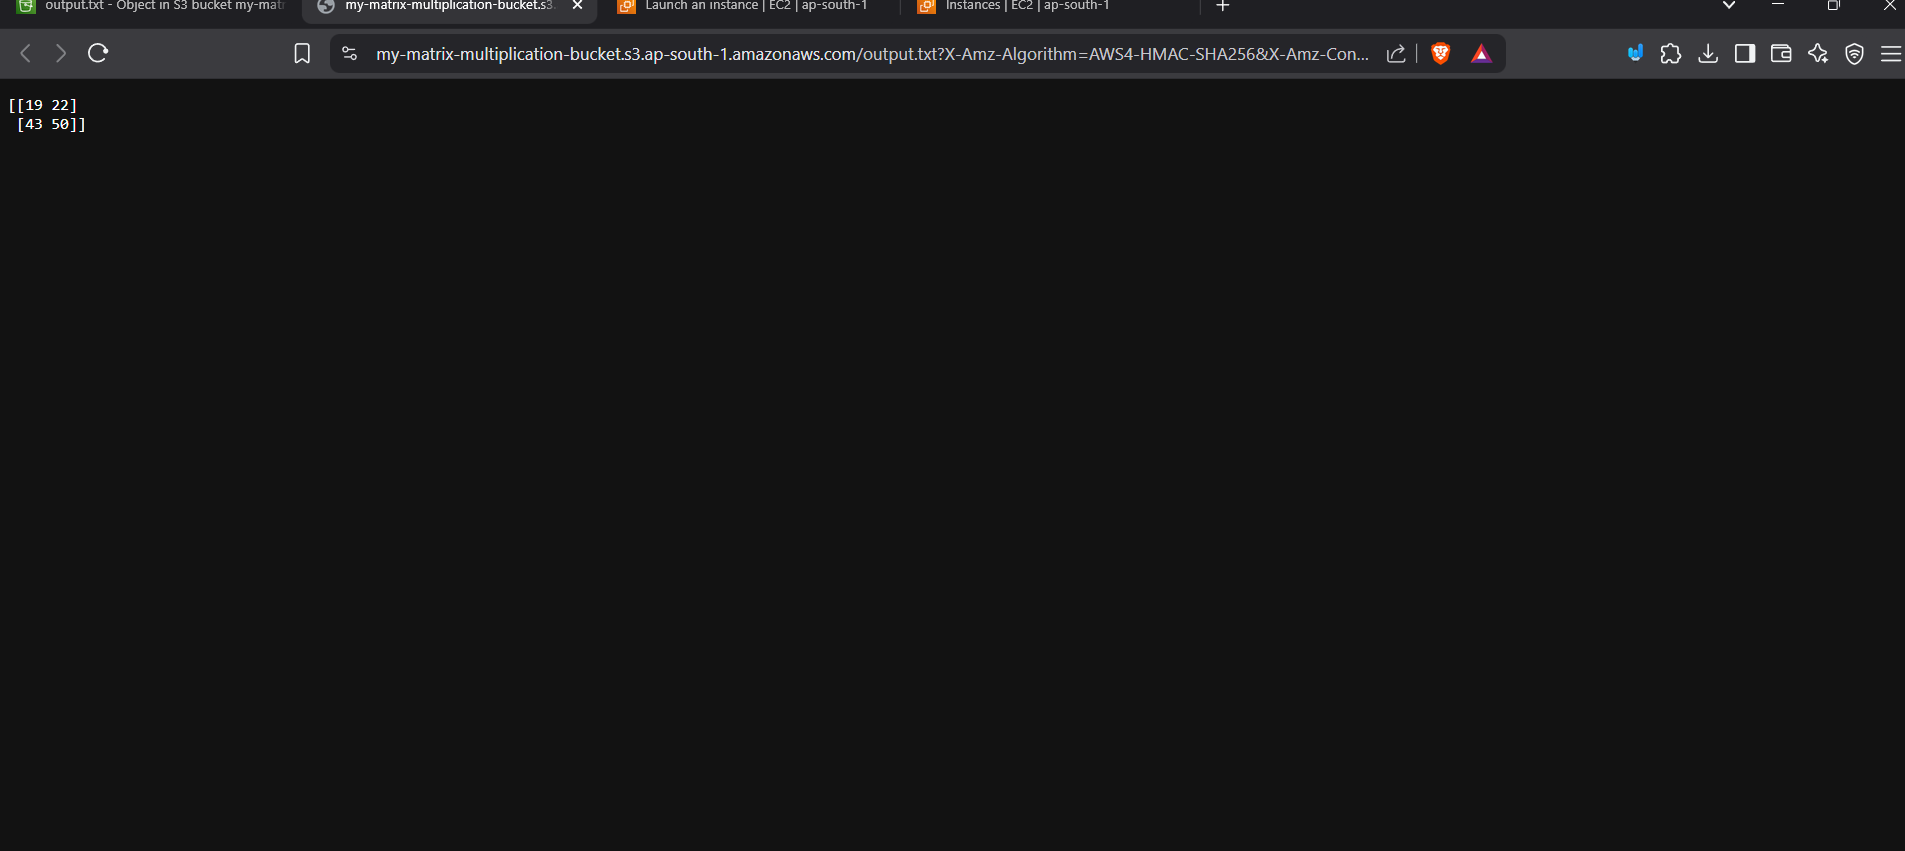 output.txt - Object in S3 bucket my-matr
my-matrix-multiplication-bucket.s3.
Launch an instance | EC2 | ap-south-1
Instances | EC2 | ap-south-1
my-matrix-multiplication-bucket.s3.ap-south-1.amazonaws.com/output.txt?X-Amz-Algorithm=AWS4-HMAC-SHA256&X-Amz-Con...
[[19 22]
[43 50]]